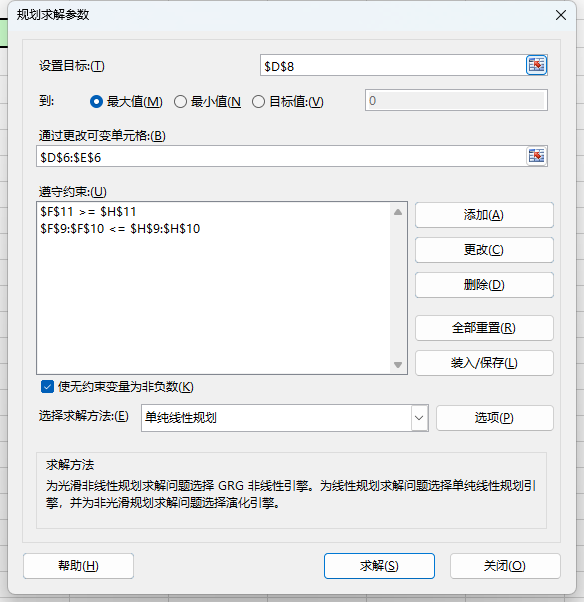 规划求解参数
设置目标:(T)
$D$8
到:
最大值(M)
最小值(N
目标值:(V)
0
通过更改可变单元格:(B)
$D$6:$E$6
遵守约束:(U)
$F$11 >= $H$11
$F$9:$F$10 <= $H$9:$H$10
添加(A)
更改(C)
删除(D)
全部重置(R)
装入/保存(L)
使无约束变量为非负数(K)
选择求解方法:(E)
单纯线性规划
选项(P)
求解方法
为光滑非线性规划求解问题选择 GRG 非线性引擎。为线性规划求解问题选择单纯线性规划引
擎，并为非光滑规划求解问题选择演化引擎。
帮助(H)
求解(S)
关闭(O)